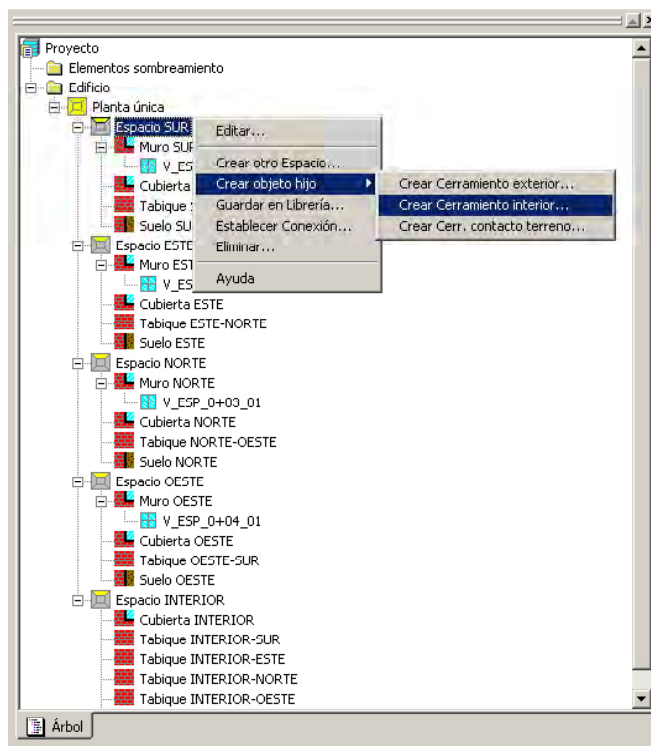 Proyecto
Elementos sombreamiento
Edificio
Planta única
Espacio SUR
Editar...
Muro SUR
V_ES
Crear otro Espacio...
Cubierta
Crear objeto hijo
Crear Cerramiento exterior...
Tabique
Guardar en Librería...
Crear Cerramiento interior...
Suelo SU
Establecer Conexión...
Crear Cerr. contacto terreno...
Espacio ESTE
Eliminar...
Muro EST
V_ES
Ayuda
Cubierta ESTE
Tabique ESTE-NORTE
Suelo ESTE
Espacio NORTE
Muro NORTE
V_ESP_0+03_01
Cubierta NORTE
Tabique NORTE-OESTE
Suelo NORTE
Espacio OESTE
Muro OESTE
V_ESP_0+04_01
Cubierta OESTE
Tabique OESTE-SUR
Suelo OESTE
Espacio INTERIOR
Cubierta INTERIOR
Tabique INTERIOR-SUR
Tabique INTERIOR-ESTE
Tabique INTERIOR-NORTE
Tabique INTERIOR-OESTE
Árbol